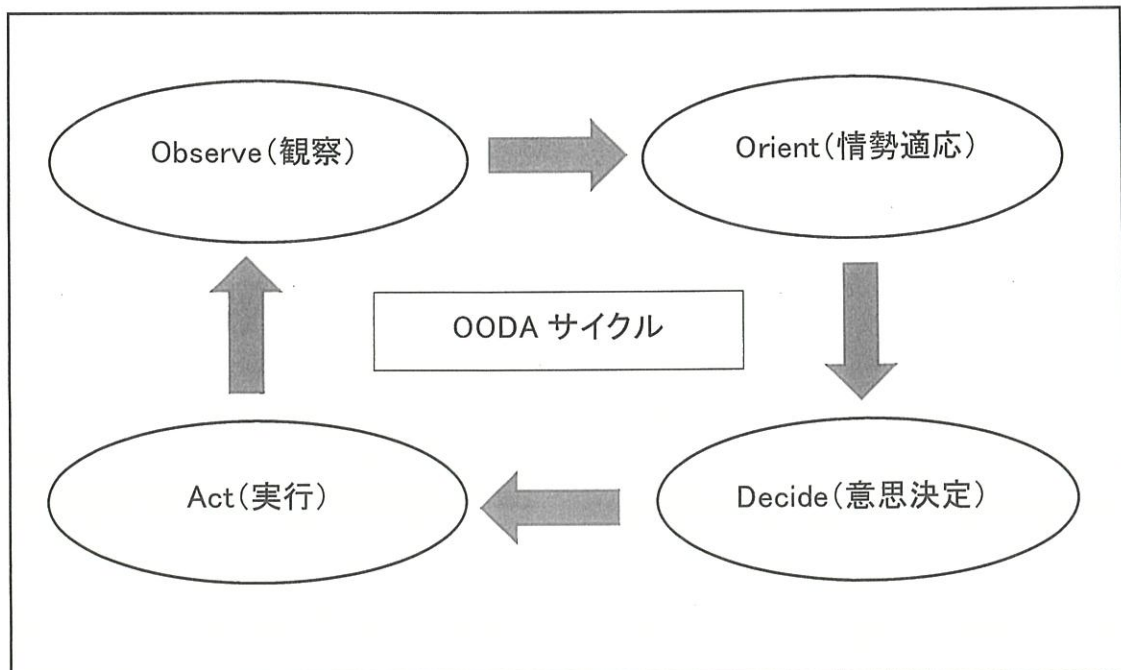 Observe(観察)
Orient(情勢適応)
OODA サイクル
Act(実行)
Decide(意思決定)